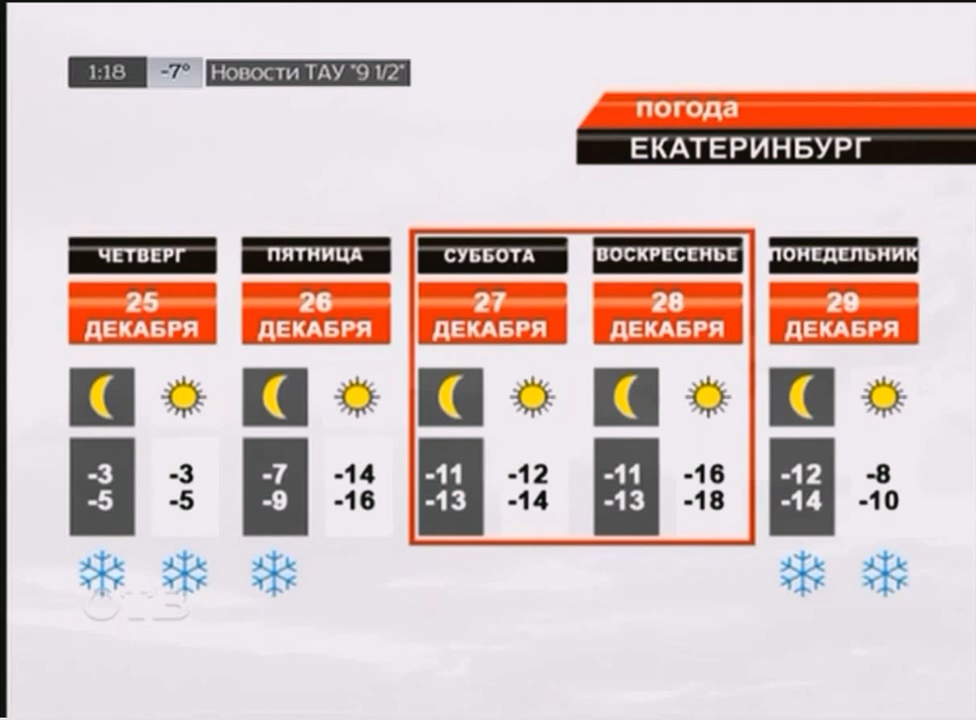 1:18 -7° Новости ТАУ "9 1/2"
погода
ЕКАТЕРИНБУРГ
ЧЕТВЕРГ ПЯТНИЦА СУББОТА ВОСКРЕСЕНЬЕ ПОНЕДЕЛЬНИК
25 26 27 28 29
ДЕКАБРЯ ДЕКАБРЯ ДЕКАБРЯ ДЕКАБРЯ ДЕКАБРЯ
-3 -3 -7 -14 -11 -12 -11 -16 -12 -8
-5 -5 -9 -16 -13 -14 -13 -18 -14 -10
ОТВ